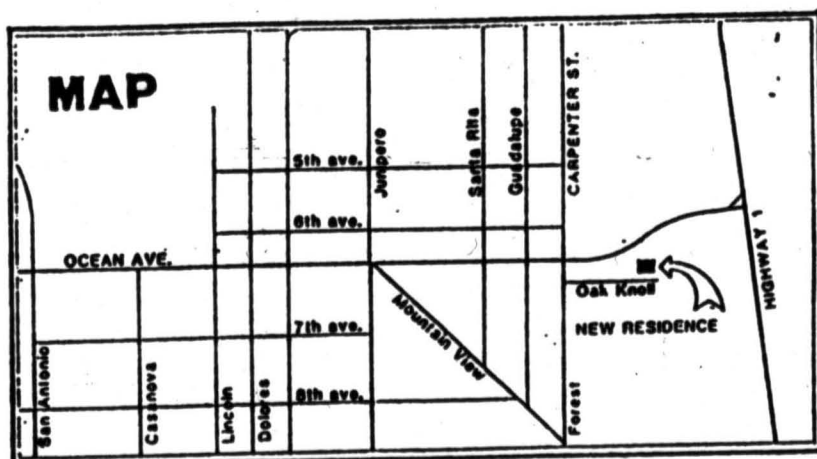 MAP
5th ave.
Junipero
Santa Rita
Guadalupe
CARPENTER ST.
6th ave.
OCEAN AVE.
HIGHWAY 1
Oak Knoll
NEW RESIDENCE
7th ave.
Mountain View
8th ave.
San Antonio
Casanova
Lincoln
Dolores
Forest